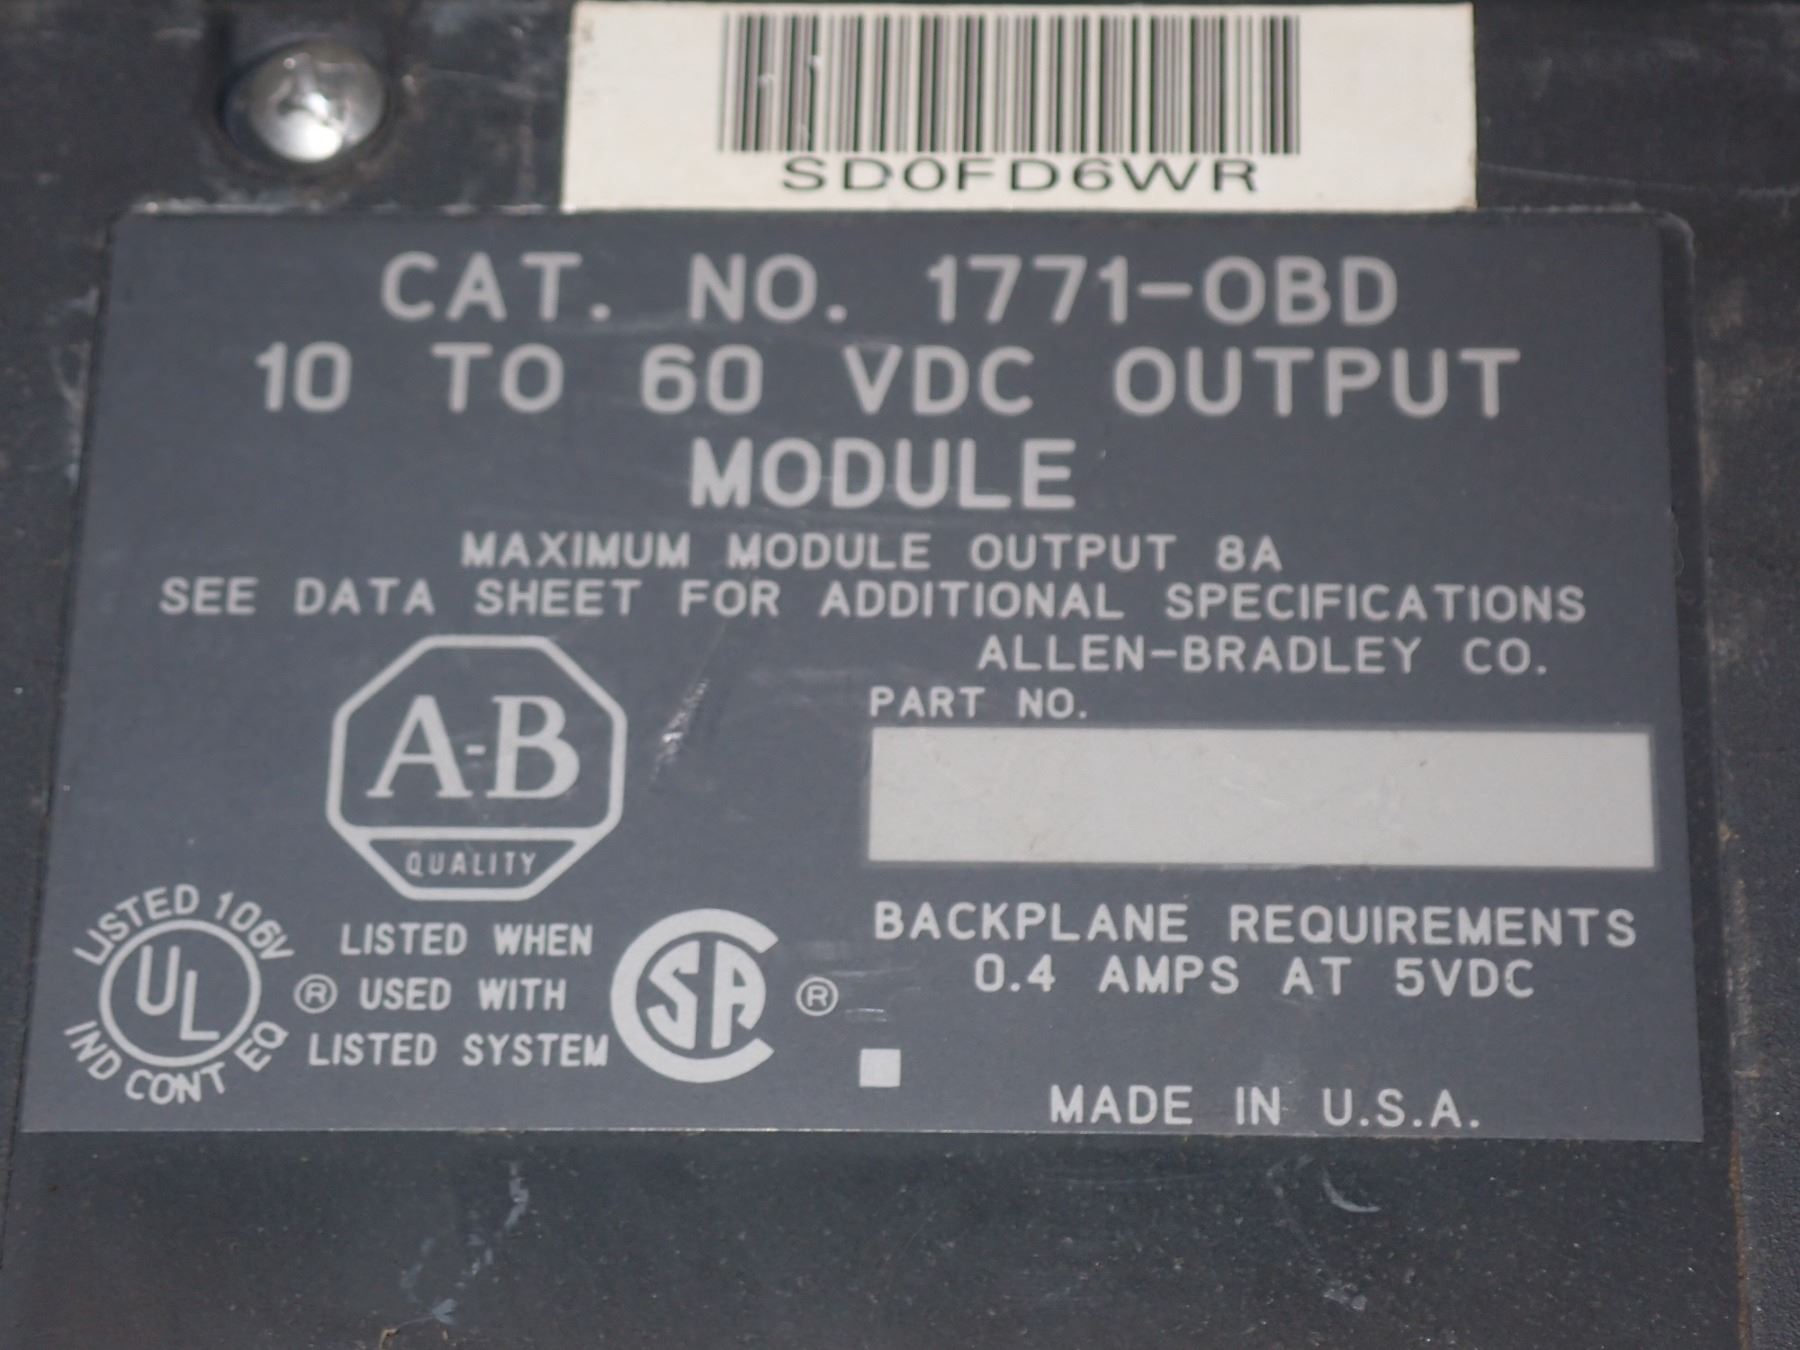 SD0FD6WR
CAT. NO. 1771-OBD
10 TO 60 VDC OUTPUT
MODULE
MAXIMUM MODULE OUTPUT 8A
SEE DATA SHEET FOR ADDITIONAL SPECIFICATIONS
ALLEN-BRADLEY CO.
PART NO.
A-B
QUALITY
LISTED 106V
UL
IND CONT EQ
®
LISTED WHEN
USED WITH
LISTED SYSTEM
SA
®
BACKPLANE REQUIREMENTS
0.4 AMPS AT 5VDC
MADE IN U.S.A.